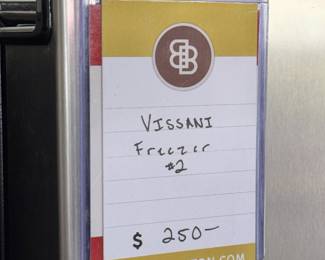 VISSANI
Freezer
#2
$ 250-